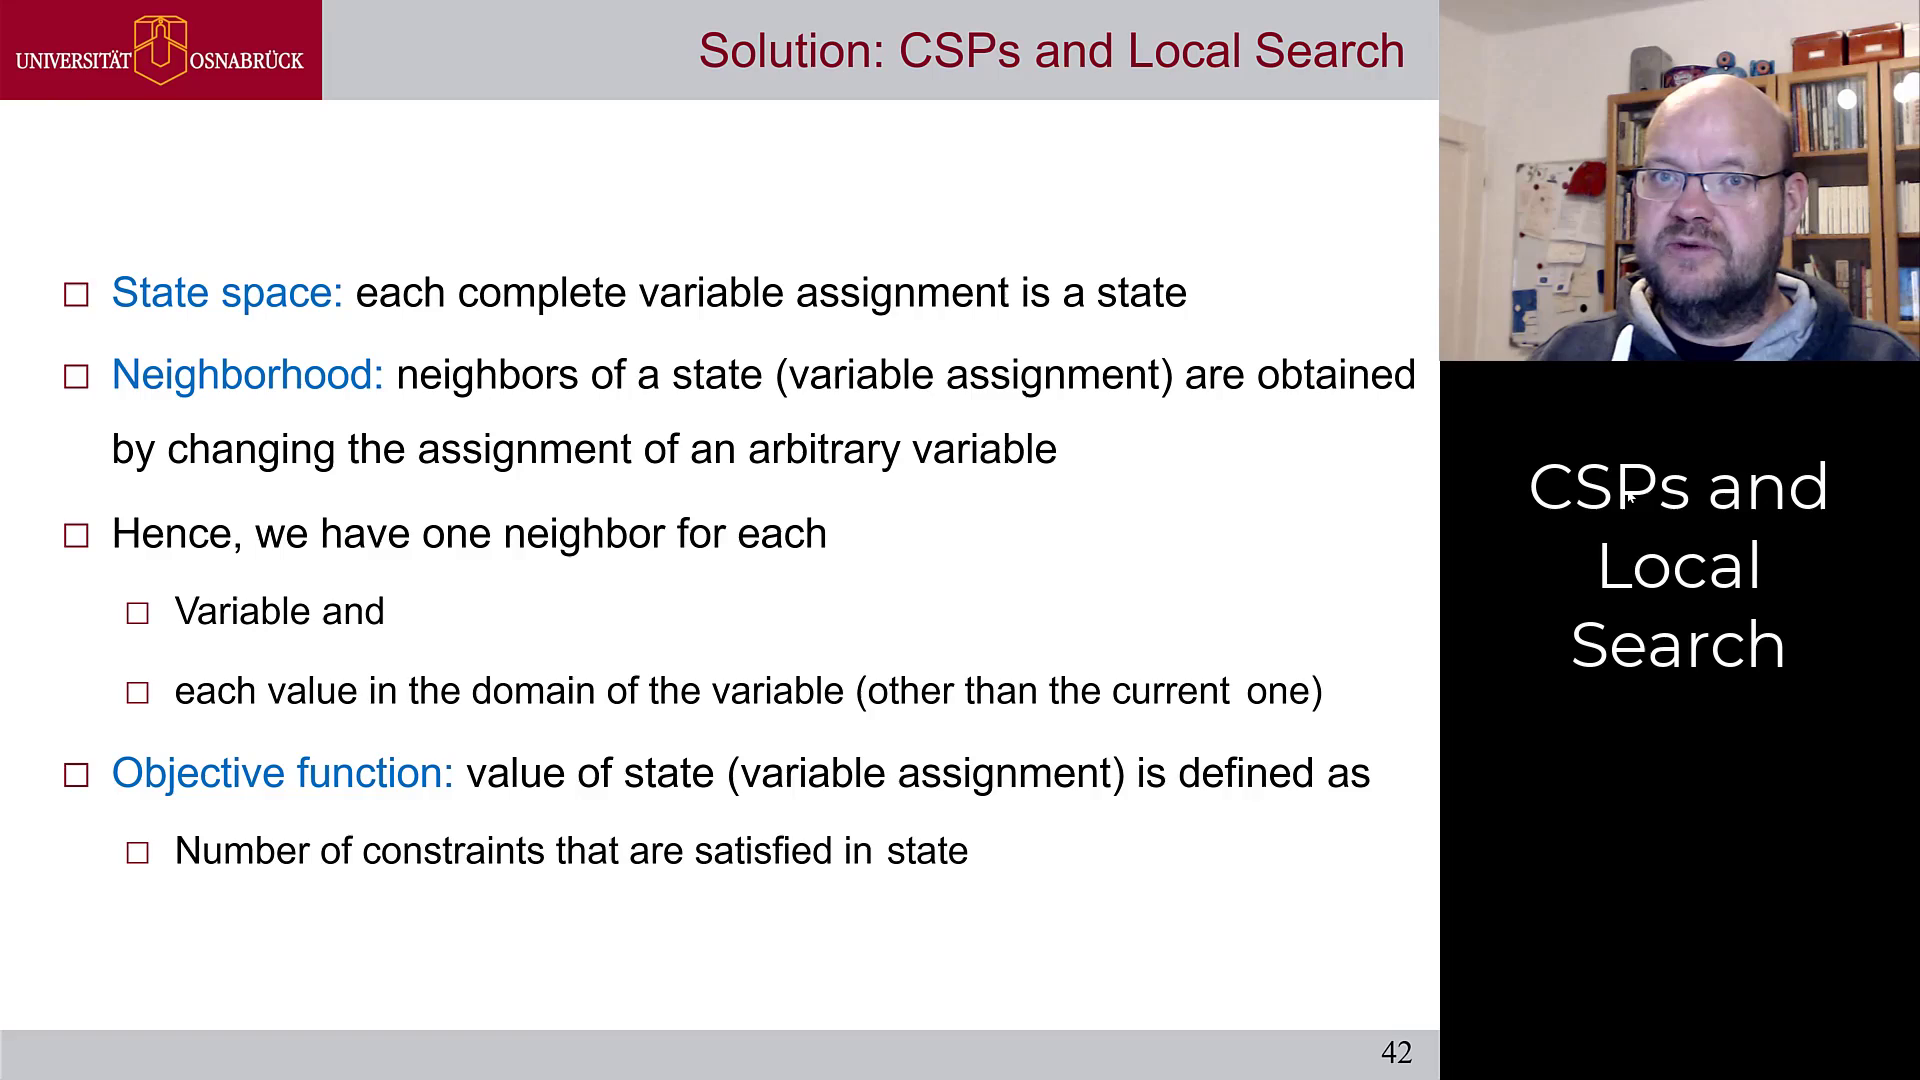 UNIVERSITÄT OSNABRÜCK
Solution: CSPs and Local Search
State space: each complete variable assignment is a state
Neighborhood: neighbors of a state (variable assignment) are obtained
by changing the assignment of an arbitrary variable
Hence, we have one neighbor for each
Variable and
each value in the domain of the variable (other than the current one)
Objective function: value of state (variable assignment) is defined as
Number of constraints that are satisfied in state
42
CSPs and
Local
Search